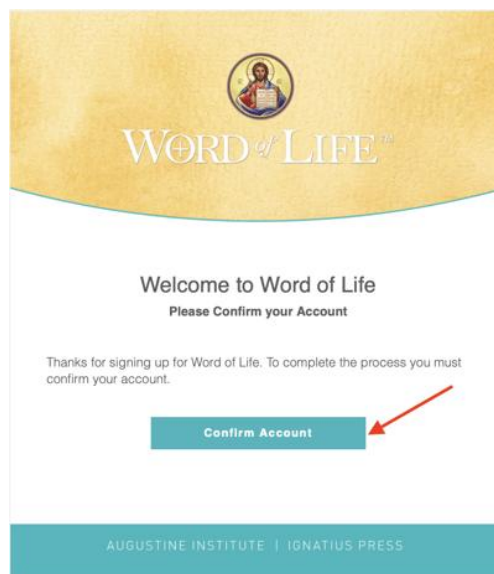 WORD of LIFE™
Welcome to Word of Life
Please Confirm your Account
Thanks for signing up for Word of Life. To complete the process you must
confirm your account.
Confirm Account
AUGUSTINE INSTITUTE | IGNATIUS PRESS